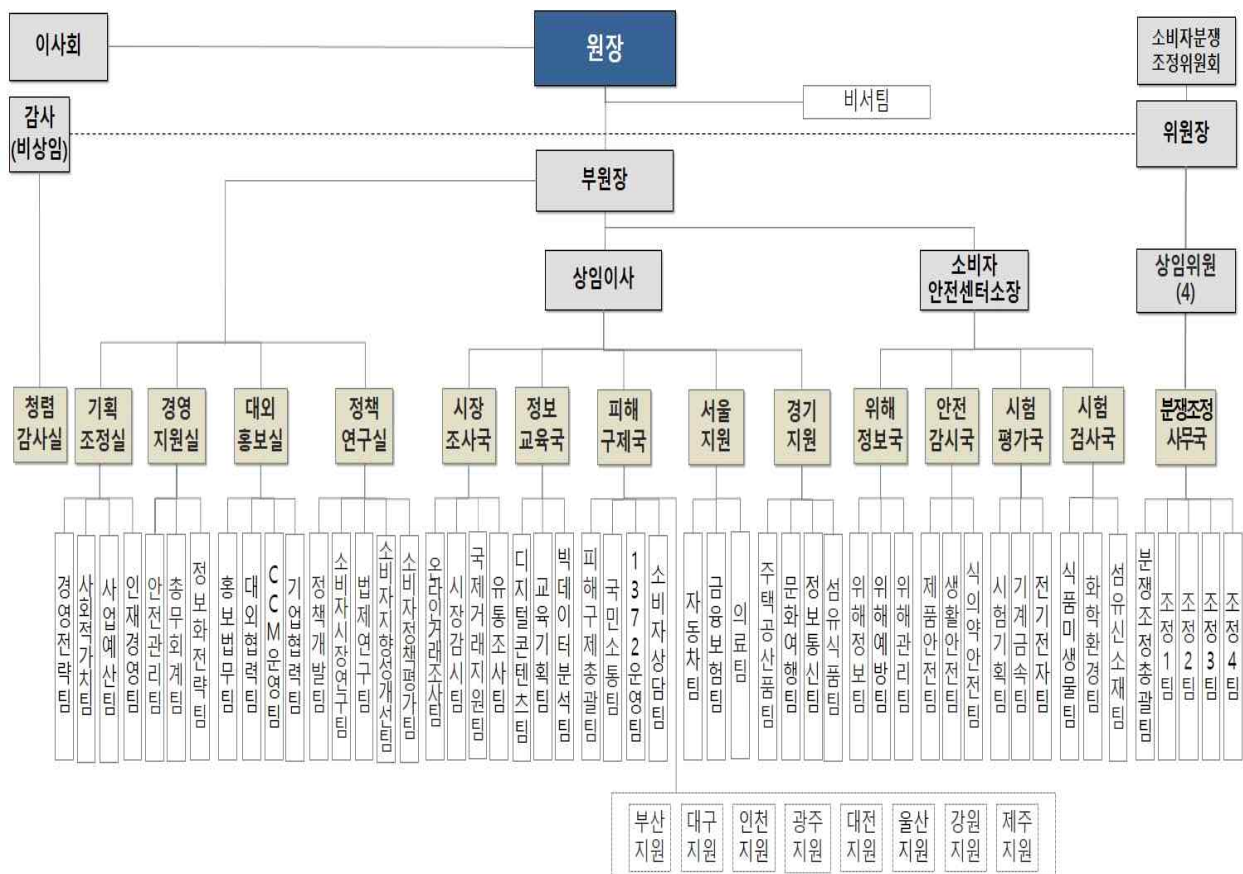 이사회
원장
소비자분쟁
조정위원회
비서팀
감사
(비상임)
위원장
부원장
상임이사
소비자
안전센터소장
상임위원
(4)
청렴
감사실
기획
조정실
경영
지원실
대외
홍보실
정책
연구실
시장
조사국
정보
교육국
피해
구제국
서울
지원
경기
지원
위해
정보국
안전
감시국
시험
평가국
시험
검사국
분쟁조정
사무국
경영전략팀
사회적가치팀
사업예산팀
인재경영팀
안전관리팀
총무회계팀
정보화전략팀
홍보법무팀
대외협력팀
CCM운영팀
기업협력팀
정책개발팀
소비자시장연구팀
법제연구팀
소비자지향성개선팀
소비자정책평가팀
온라인거래조사팀
시장감시팀
국제거래지원팀
유통조사팀
디지털콘텐츠팀
교육기획팀
빅데이터분석팀
피해구제총괄팀
국민소통팀
1372운영팀
소비자상담팀
자동차팀
금융보험팀
의료팀
주택공산품팀
문화여행팀
정보통신팀
섬유식품팀
위해정보팀
위해예방팀
위해관리팀
제품안전팀
생활안전팀
식의약안전팀
시험기획팀
기계금속팀
전기전자팀
식품미생물팀
화학환경팀
섬유신소재팀
분쟁조정총괄팀
조정1팀
조정2팀
조정3팀
조정4팀
부산
지원
대구
지원
인천
지원
광주
지원
대전
지원
울산
지원
강원
지원
제주
지원